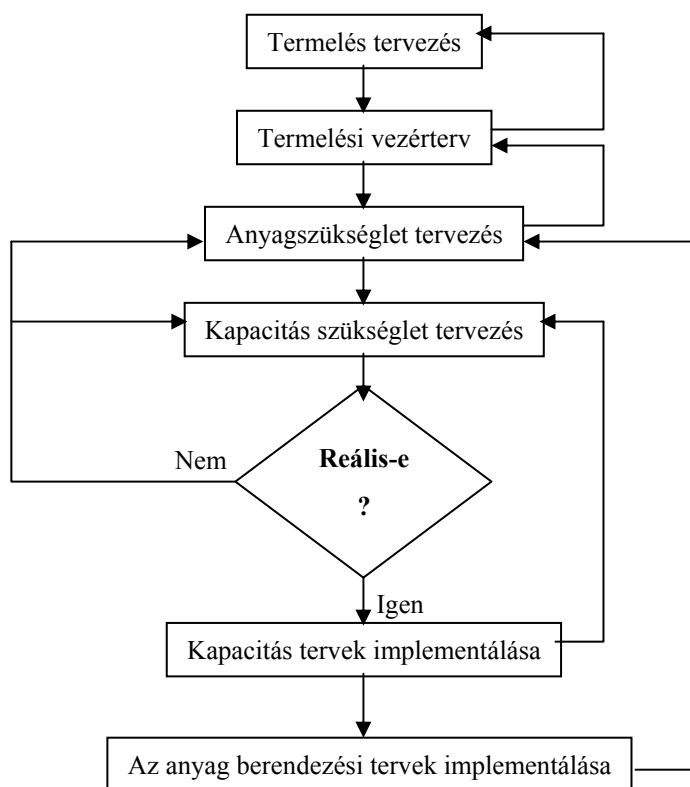 Termelés tervezés
Termelési vezérterv
Anyagszükséglet tervezés
Kapacitás szükséglet tervezés
Nem
Reális-e
?
Igen
Kapacitás tervek implementálása
Az anyag berendezési tervek implementálása